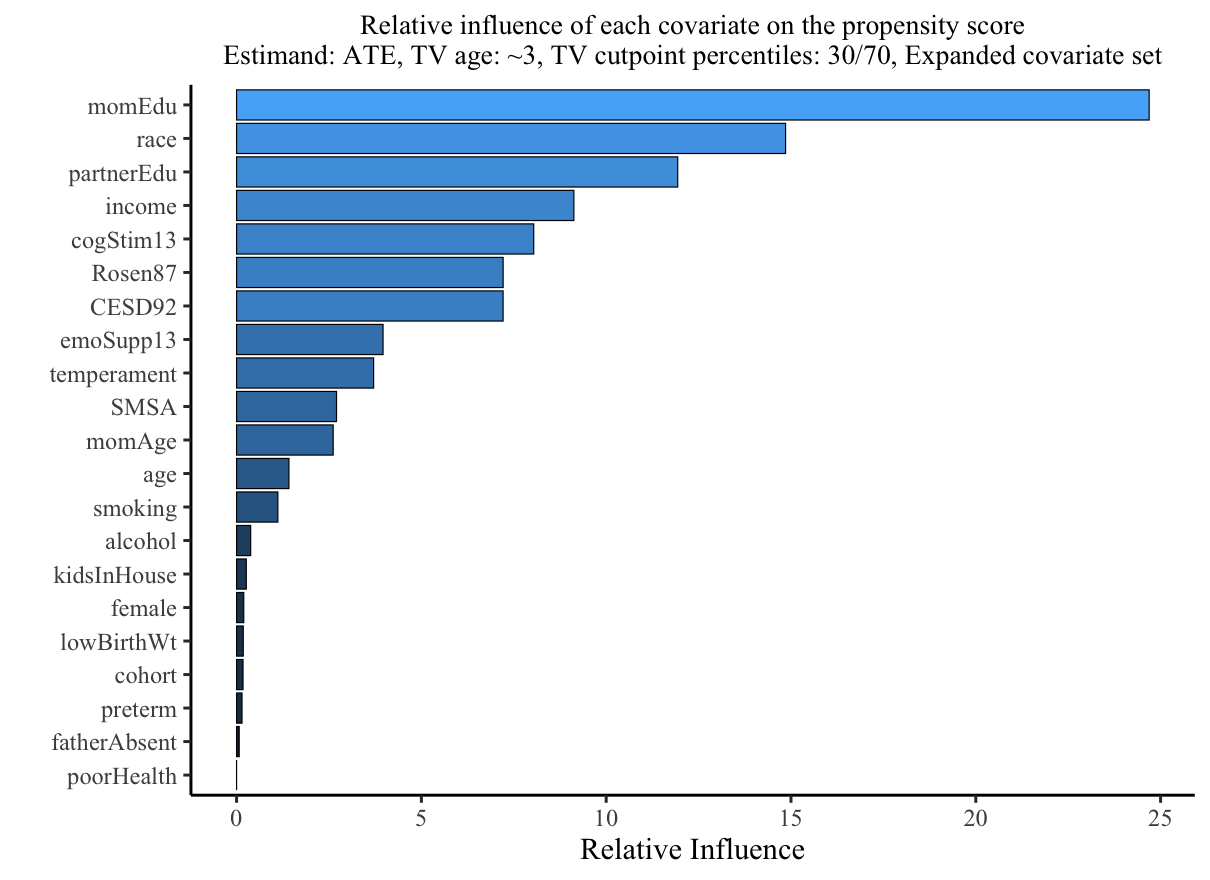 Relative influence of each covariate on the propensity score
Estimand: ATE, TV age: ~3, TV cutpoint percentiles: 30/70, Expanded covariate set
momEdu
race
partnerEdu
income
cogStim13
Rosen87
CESD92
emoSupp13
temperament
SMSA
momAge
age
smoking
alcohol
kidsInHouse
female
lowBirthWt
cohort
preterm
fatherAbsent
poorHealth
0 5 10 15 20 25
Relative Influence